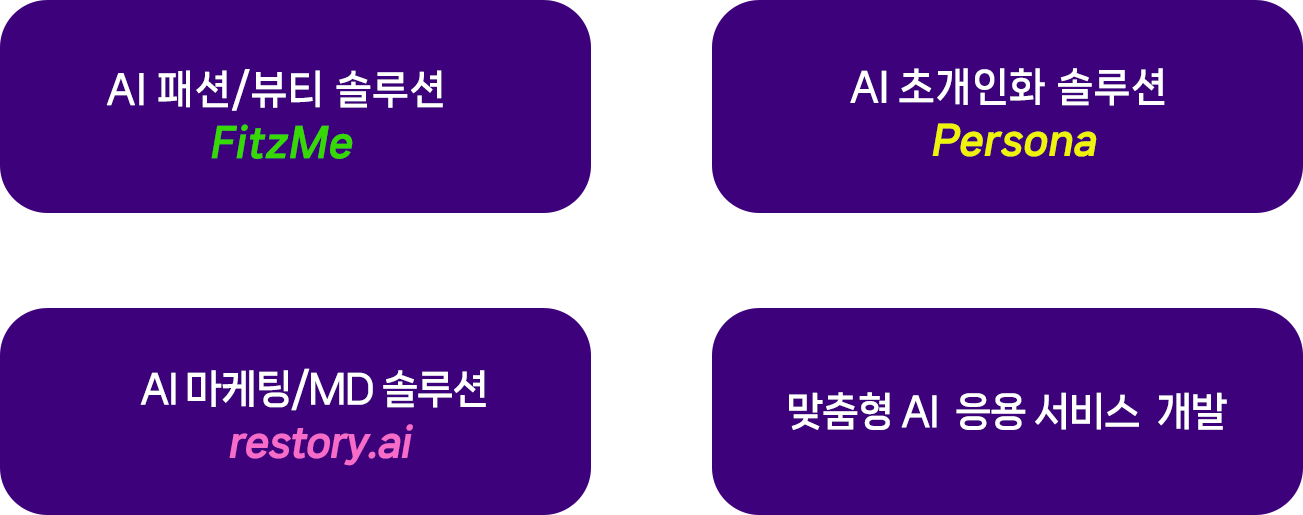 AI 패션/뷰티 솔루션
FitzMe
AI 초개인화 솔루션
Persona
AI 마케팅/MD 솔루션
restory.ai
맞춤형 AI 응용 서비스 개발